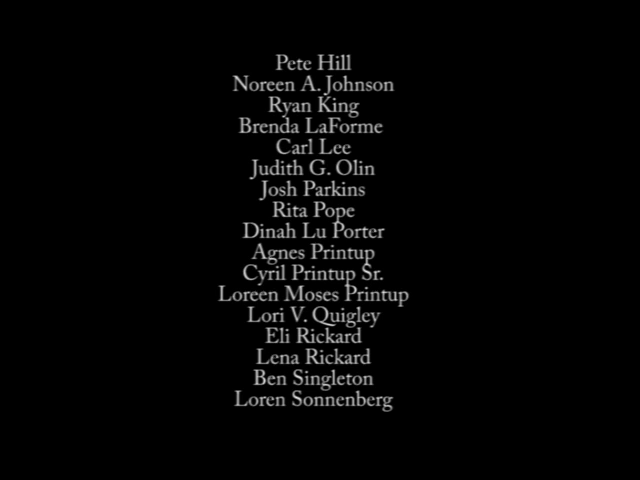 Pete Hill
Noreen A. Johnson
Ryan King
Brenda LaForme
Carl Lee
Judith G. Olin
Josh Parkins
Rita Pope
Dinah Lu Porter
Agnes Printup
Cyril Printup Sr.
Loreen Moses Printup
Lori V. Quigley
Eli Rickard
Lena Rickard
Ben Singleton
Loren Sonnenberg